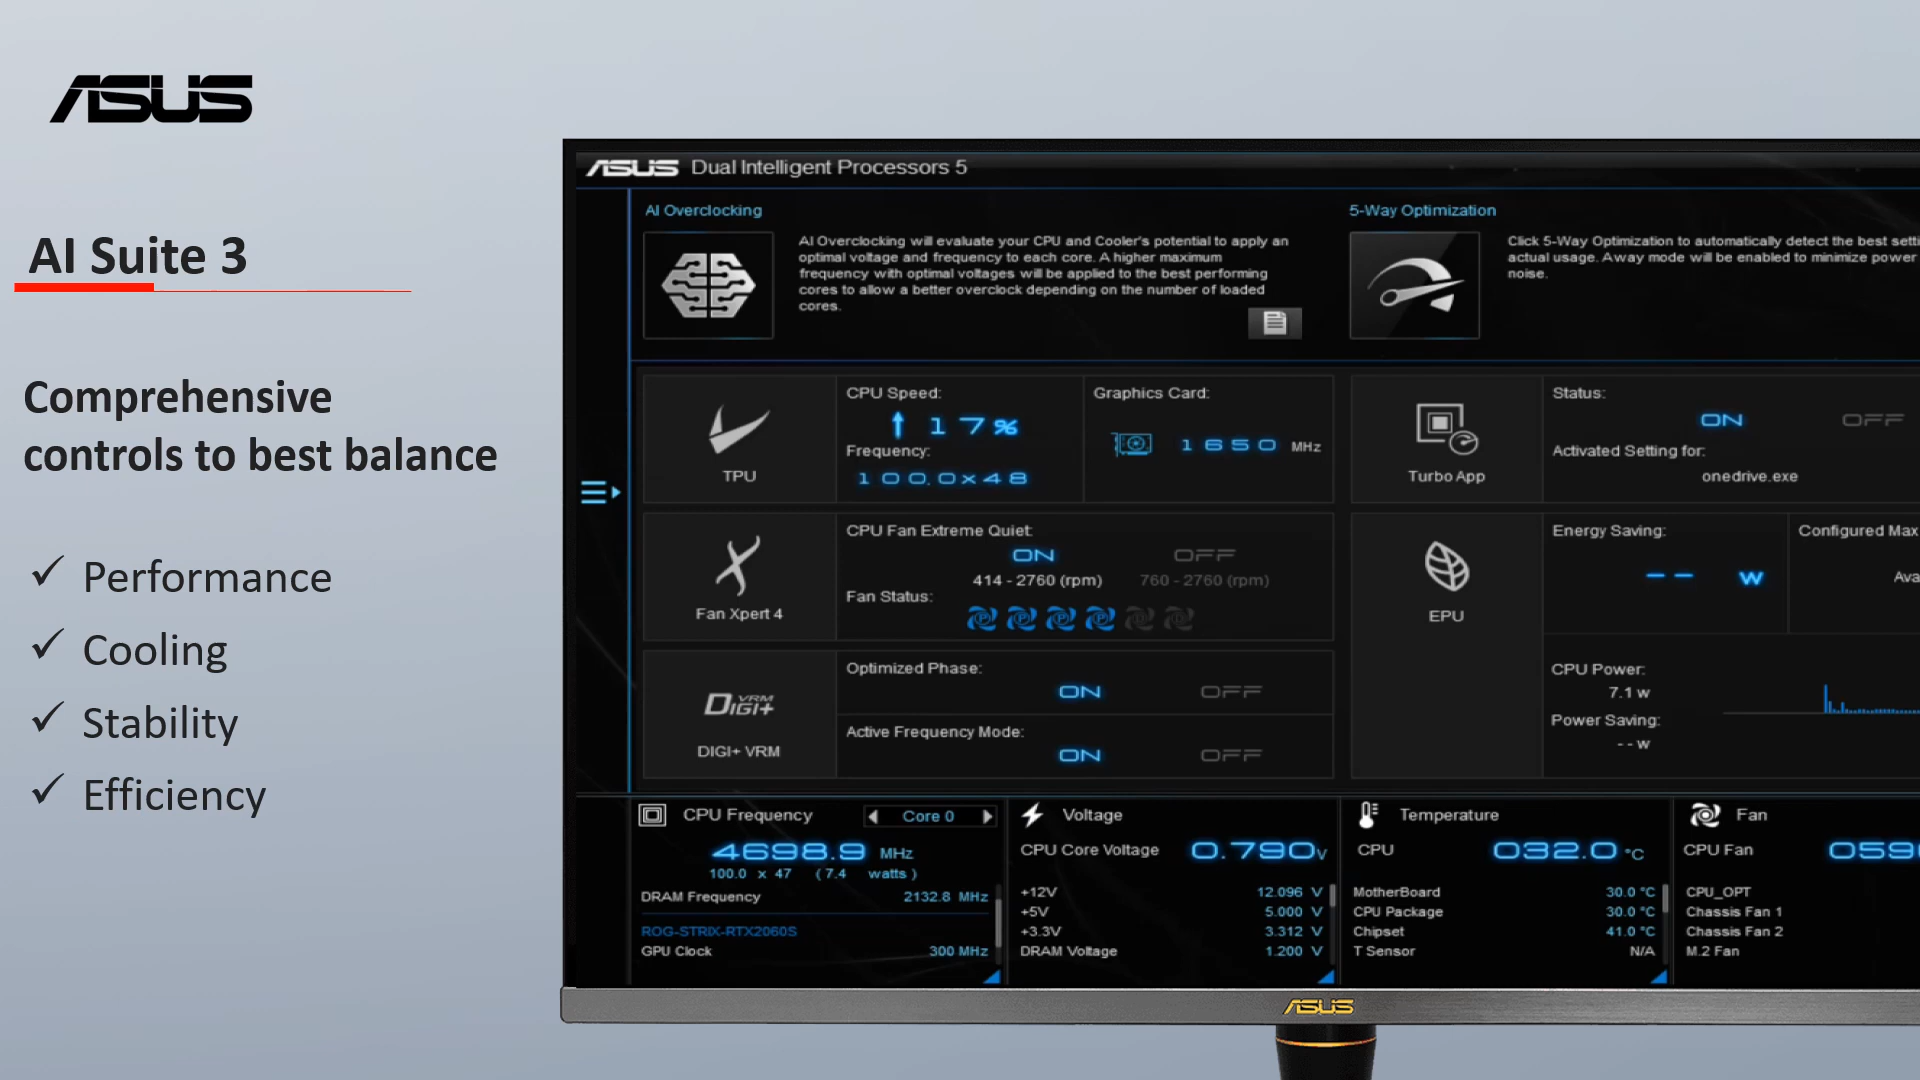 ASUS
AI Suite 3
Comprehensive
controls to best balance
✓ Performance
✓ Cooling
✓ Stability
✓ Efficiency
ASUS Dual Intelligent Processors 5
AI Overclocking
AI Overclocking will evaluate your CPU and Cooler's potential to apply an
optimal voltage and frequency to each core. A higher maximum
frequency with optimal voltages will be applied to the best performing
cores to allow a better overclock depending on the number of loaded
cores.
5-Way Optimization
Click 5-Way Optimization to automatically detect the best setti
actual usage. Away mode will be enabled to minimize power
noise.
TPU
CPU Speed:
17%
Frequency:
100.0x48
Graphics Card:
1650 MHz
Turbo App
Status:
ON OFF
Activated Setting for:
onedrive.exe
Fan Xpert 4
CPU Fan Extreme Quiet:
ON OFF
414 - 2760 (rpm) 760 - 2760 (rpm)
Fan Status:
EPU
Energy Saving:
-- W
Configured Max
Ava
CPU Power:
7.1 w
Power Saving:
-- w
DIGI+ VRM
DIGI+ VRM
Optimized Phase:
ON OFF
Active Frequency Mode:
ON OFF
CPU Frequency Core 0
4698.9 MHz
100.0 x 47 (7.4 watts )
DRAM Frequency 2132.8 MHz
ROG-STRIX-RTX2060S
GPU Clock 300 MHz
Voltage
CPU Core Voltage 0.790V
+12V 12.096 V
+5V 5.000 V
+3.3V 3.312 V
DRAM Voltage 1.200 V
Temperature
CPU 032.0 °C
MotherBoard 30.0 °C
CPU Package 30.0 °C
Chipset 41.0 °C
T Sensor N/A
Fan
CPU Fan 059
CPU_OPT
Chassis Fan 1
Chassis Fan 2
M.2 Fan
ASUS